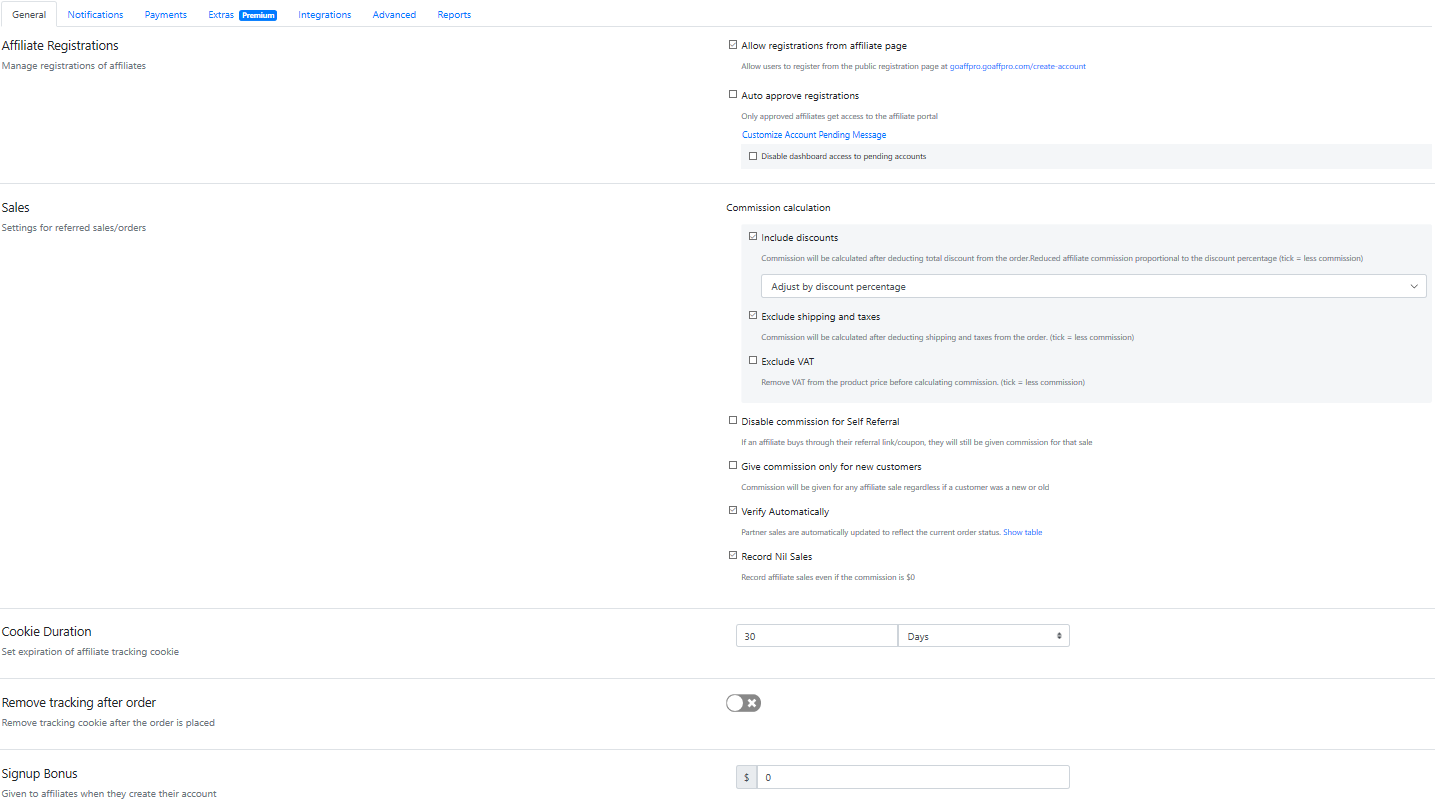 General Notifications Payments Extras Premium Integrations Advanced Reports
Affiliate Registrations
Manage registrations of affiliates
Allow registrations from affiliate page
Allow users to register from the public registration page at goaffpro.goaffpro.com/create-account
Auto approve registrations
Only approved affiliates get access to the affiliate portal
Customize Account Pending Message
Disable dashboard access to pending accounts
Sales
Settings for referred sales/orders
Commission calculation
Include discounts
Commission will be calculated after deducting total discount from the order.Reduced affiliate commission proportional to the discount percentage (tick = less commission)
Adjust by discount percentage
Exclude shipping and taxes
Commission will be calculated after deducting shipping and taxes from the order. (tick = less commission)
Exclude VAT
Remove VAT from the product price before calculating commission. (tick = less commission)
Disable commission for Self Referral
If an affiliate buys through their referral link/coupon, they will still be given commission for that sale
Give commission only for new customers
Commission will be given for any affiliate sale regardless if a customer was a new or old
Verify Automatically
Partner sales are automatically updated to reflect the current order status. Show table
Record Nil Sales
Record affiliate sales even if the commission is $0
Cookie Duration
Set expiration of affiliate tracking cookie
30 Days
Remove tracking after order
Remove tracking cookie after the order is placed
Signup Bonus
Given to affiliates when they create their account
$ 0